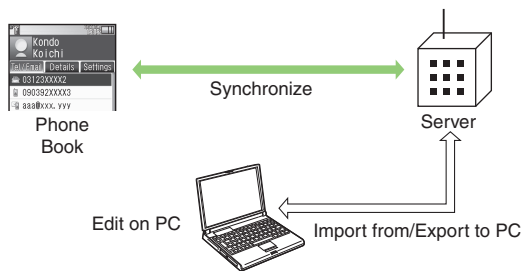 Kondo
Koichi
Tel/Email Details Settings
03123XXXX2
090392XXXX3
aaa@xxx. yyy
Phone
Book
Synchronize
Server
Edit on PC
Import from/Export to PC